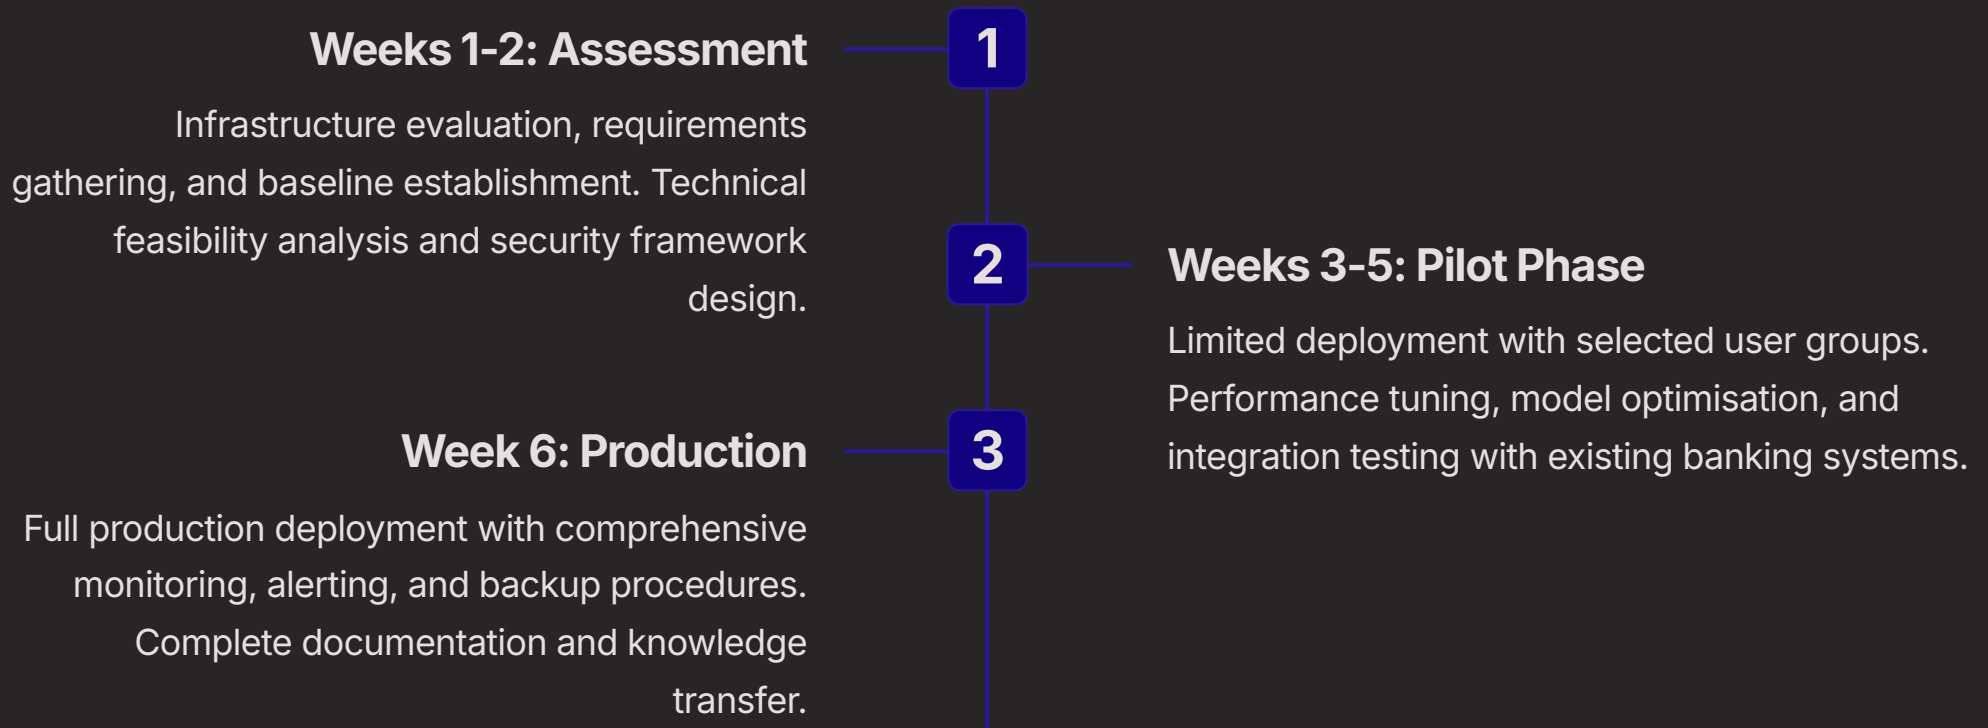 Weeks 1-2: Assessment
1
Infrastructure evaluation, requirements
gathering, and baseline establishment. Technical
feasibility analysis and security framework
design.
2
Weeks 3-5: Pilot Phase
Limited deployment with selected user groups.
Performance tuning, model optimisation, and
integration testing with existing banking systems.
Week 6: Production
3
Full production deployment with comprehensive
monitoring, alerting, and backup procedures.
Complete documentation and knowledge
transfer.